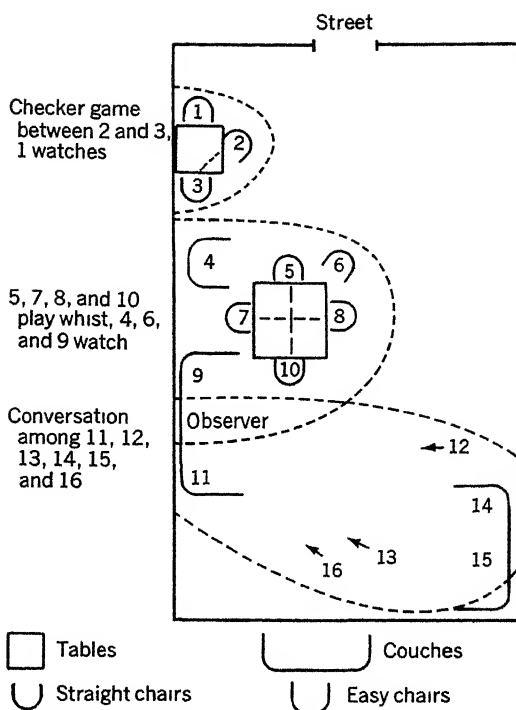 Street
Checker game
between 2 and 3,
1 watches
1
2
3
4
5
6
5, 7, 8, and 10
play whist, 4, 6,
and 9 watch
7
8
10
9
Conversation
among 11, 12,
13, 14, 15,
and 16
Observer
12
11
14
13
15
16
Tables
Couches
Straight chairs
Easy chairs